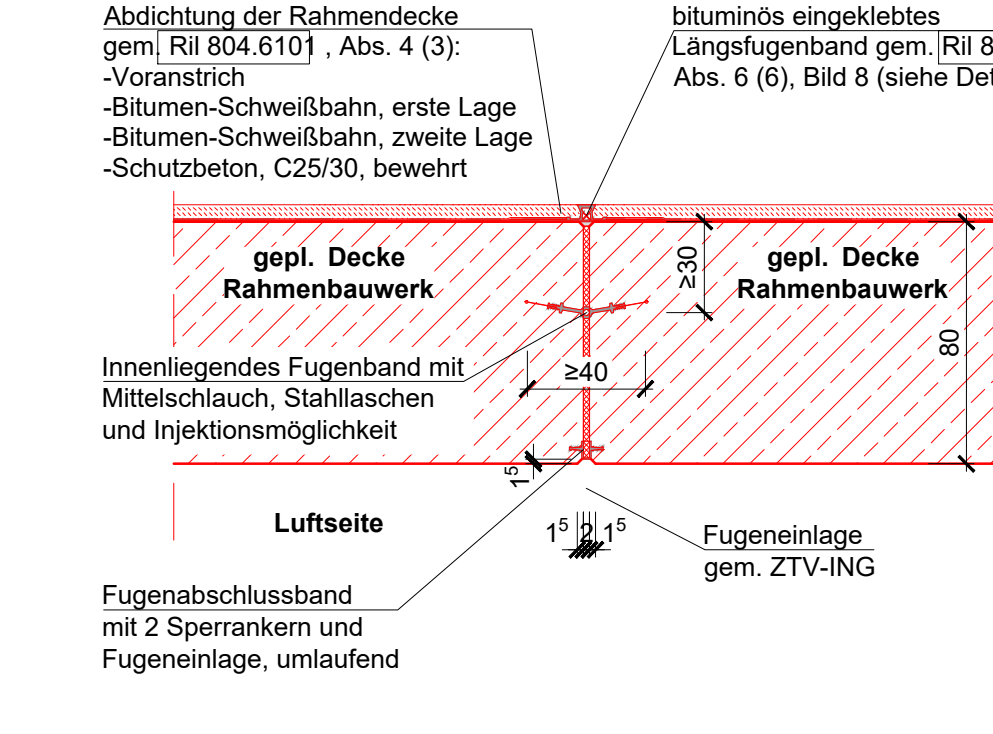 Abdichtung der Rahmendecke
gem. Ril 804.6101 , Abs. 4 (3):
-Voranstrich
-Bitumen-Schweißbahn, erste Lage
-Bitumen-Schweißbahn, zweite Lage
-Schutzbeton, C25/30, bewehrt
bituminös eingeklebtes
Längsfugenband gem. Ril 8
Abs. 6 (6), Bild 8 (siehe Det
gepl. Decke
Rahmenbauwerk
gepl. Decke
Rahmenbauwerk
≥30
80
Innenliegendes Fugenband mit
Mittelschlauch, Stahllaschen
und Injektionsmöglichkeit
≥40
1⁵
Luftseite
1⁵ 2 1⁵
Fugeneinlage
gem. ZTV-ING
Fugenabschlussband
mit 2 Sperrankern und
Fugeneinlage, umlaufend